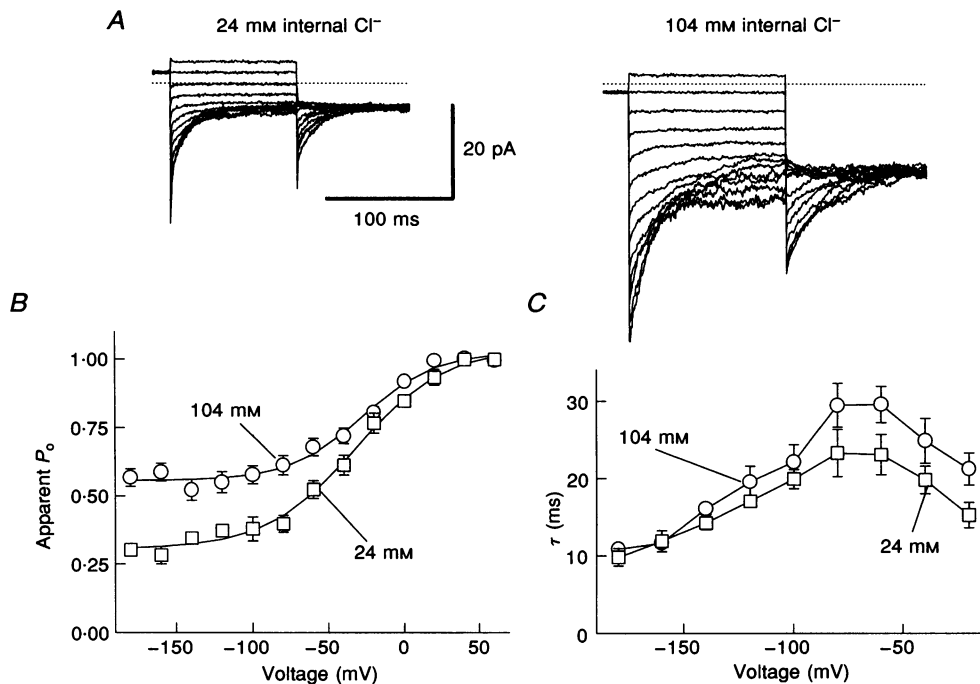 A
24 mM internal Cl⁻
104 mM internal Cl⁻
20 pA
100 ms
B
Apparent Pₒ
1·00
0·75
0·50
0·25
0·00
104 mM
24 mM
−150
−100
−50
0
50
Voltage (mV)
C
τ (ms)
30
20
10
0
104 mM
24 mM
−150
−100
−50
Voltage (mV)